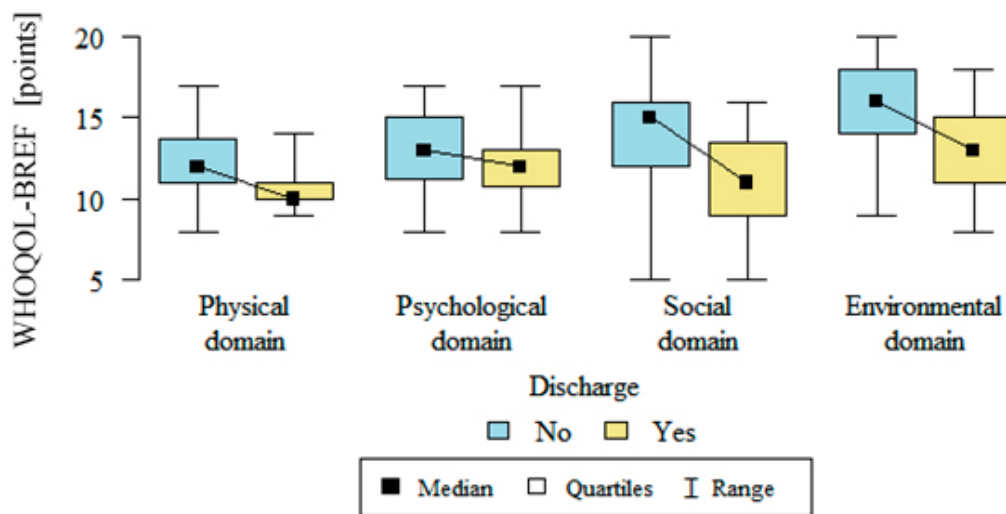 WHOQOL-BREF [points]
20
15
10
5
Physical domain
Psychological domain
Social domain
Environmental domain
Discharge
No Yes
Median Quartiles Range